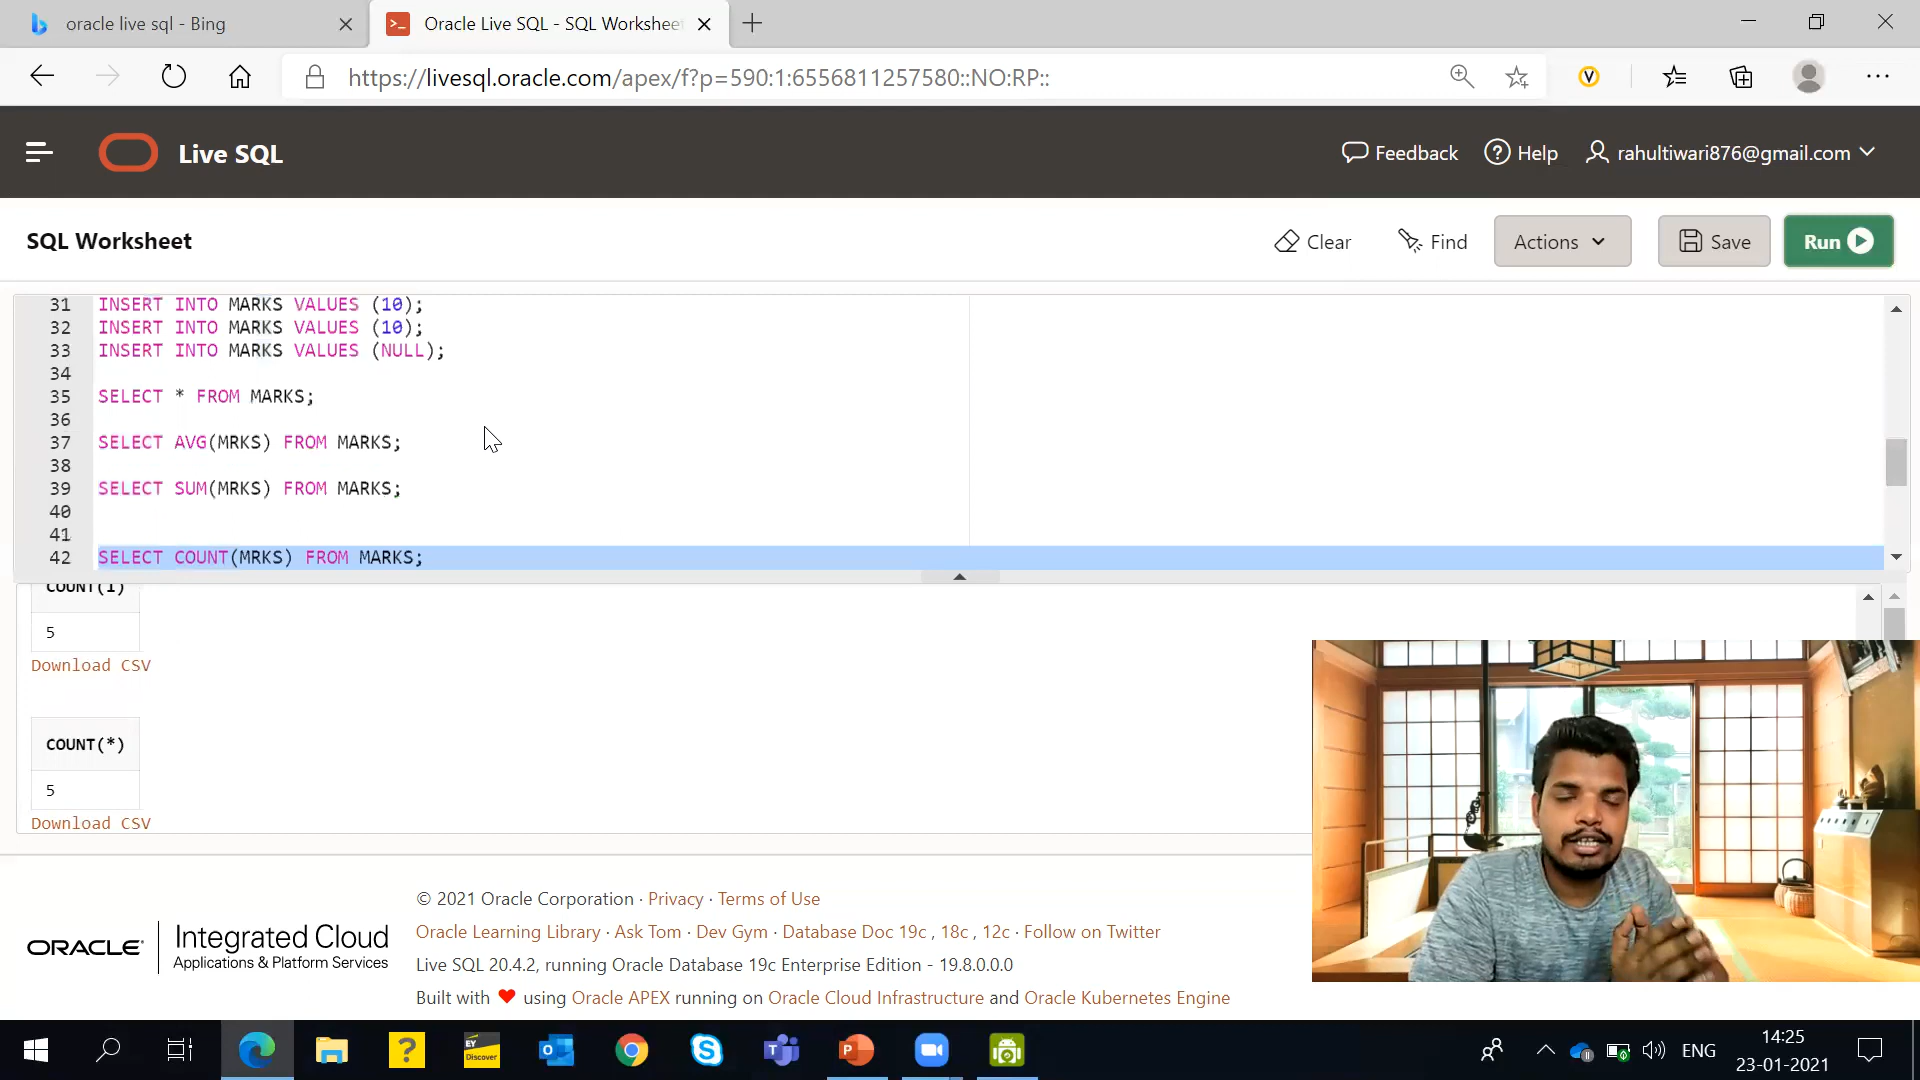 oracle live sql - Bing
Oracle Live SQL - SQL Workshee
https://livesql.oracle.com/apex/f?p=590:1:6556811257580::NO:RP::
Live SQL
Feedback
Help
rahultiwari876@gmail.com
SQL Worksheet
Clear
Find
Actions
Save
Run
31 INSERT INTO MARKS VALUES (10);
32 INSERT INTO MARKS VALUES (10);
33 INSERT INTO MARKS VALUES (NULL);
34
35 SELECT * FROM MARKS;
36
37 SELECT AVG(MRKS) FROM MARKS;
38
39 SELECT SUM(MRKS) FROM MARKS;
40
41
42 SELECT COUNT(MRKS) FROM MARKS;
COUNT(1)
5
Download CSV
COUNT(*)
5
Download CSV
© 2021 Oracle Corporation · Privacy · Terms of Use
Oracle Learning Library · Ask Tom · Dev Gym · Database Doc 19c , 18c , 12c · Follow on Twitter
Live SQL 20.4.2, running Oracle Database 19c Enterprise Edition - 19.8.0.0.0
Built with ♥ using Oracle APEX running on Oracle Cloud Infrastructure and Oracle Kubernetes Engine
ORACLE
Integrated Cloud
Applications & Platform Services
EY
Discover
ENG
14:25
23-01-2021